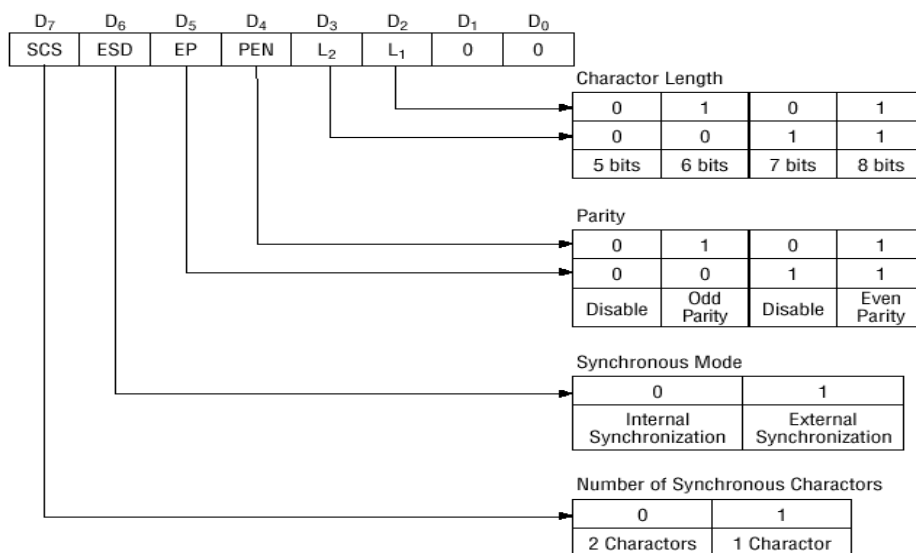 D₇ D₆ D₅ D₄ D₃ D₂ D₁ D₀
SCS ESD EP PEN L₂ L₁ 0 0
Charactor Length
0 1 0 1
0 0 1 1
5 bits 6 bits 7 bits 8 bits
Parity
0 1 0 1
0 0 1 1
Disable Odd Parity Disable Even Parity
Synchronous Mode
0 1
Internal Synchronization External Synchronization
Number of Synchronous Charactors
0 1
2 Charactors 1 Charactor